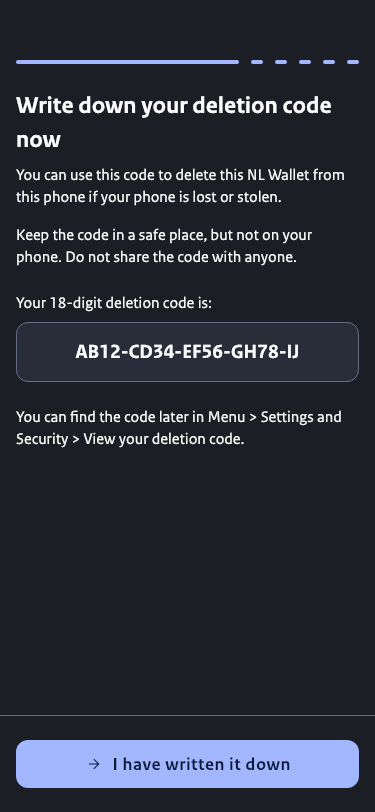 Write down your deletion code
now
You can use this code to delete this NL Wallet from
this phone if your phone is lost or stolen.
Keep the code in a safe place, but not on your
phone. Do not share the code with anyone.
Your 18-digit deletion code is:
AB12-CD34-EF56-GH78-IJ
You can find the code later in Menu > Settings and
Security > View your deletion code.
→ I have written it down